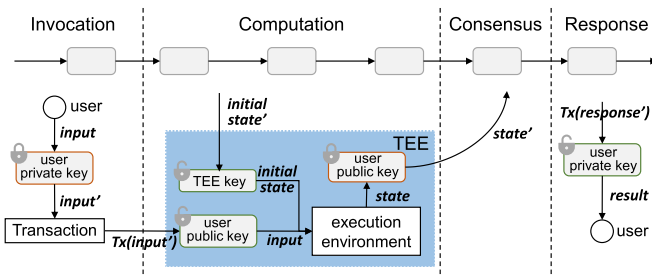 Invocation
Computation
Consensus
Response
user
input
user
private key
input'
Transaction
Tx(input')
initial
state'
TEE
TEE key
initial
state
user
public key
input
user
public key
state
execution
environment
state'
Tx(response')
user
private key
result
user